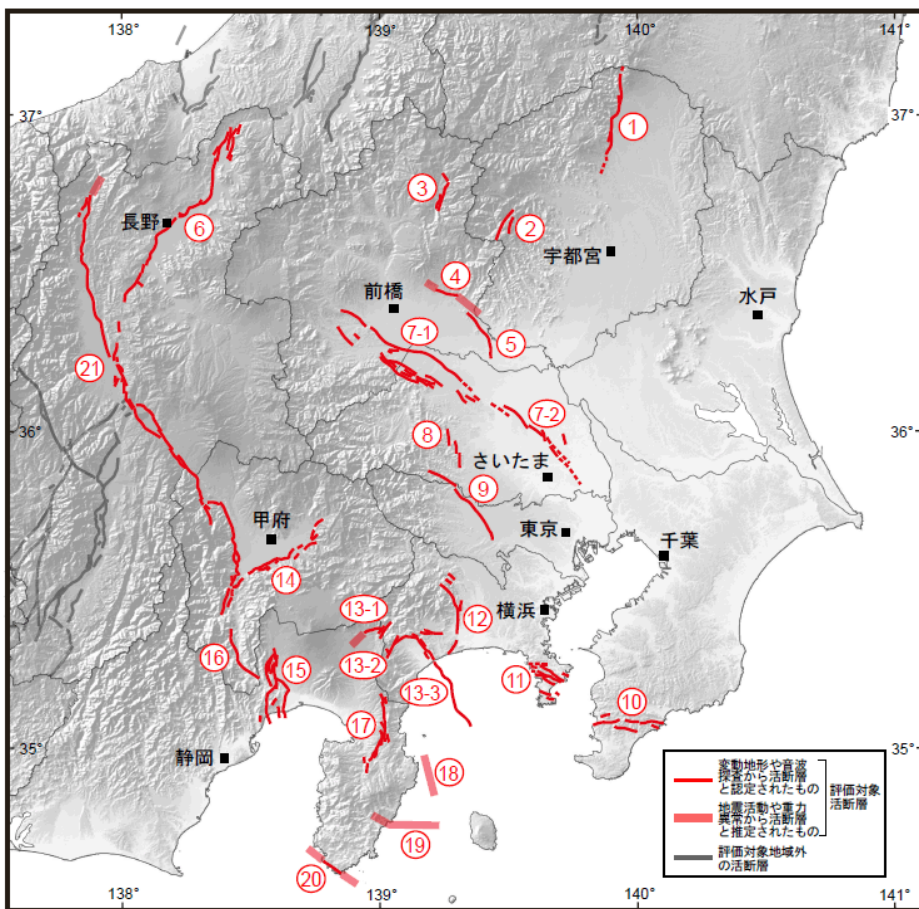 138°
139°
140°
141°
37°
37°
①
③
②
長野
⑥
宇都宮
④
前橋
水戸
7-1
⑤
㉑
7-2
36°
36°
⑧
さいたま
⑨
甲府
東京
千葉
⑭
13-1
⑫
横浜
⑯
⑮
13-2
⑪
13-3
⑩
⑰
35°
35°
静岡
⑱
⑲
⑳
変動地形や音波
探査から活断層
と認定されたもの
地震活動や重力
異常から活断層
と推定されたもの
評価対象
活断層
評価対象地域外
の活断層
138°
139°
140°
141°